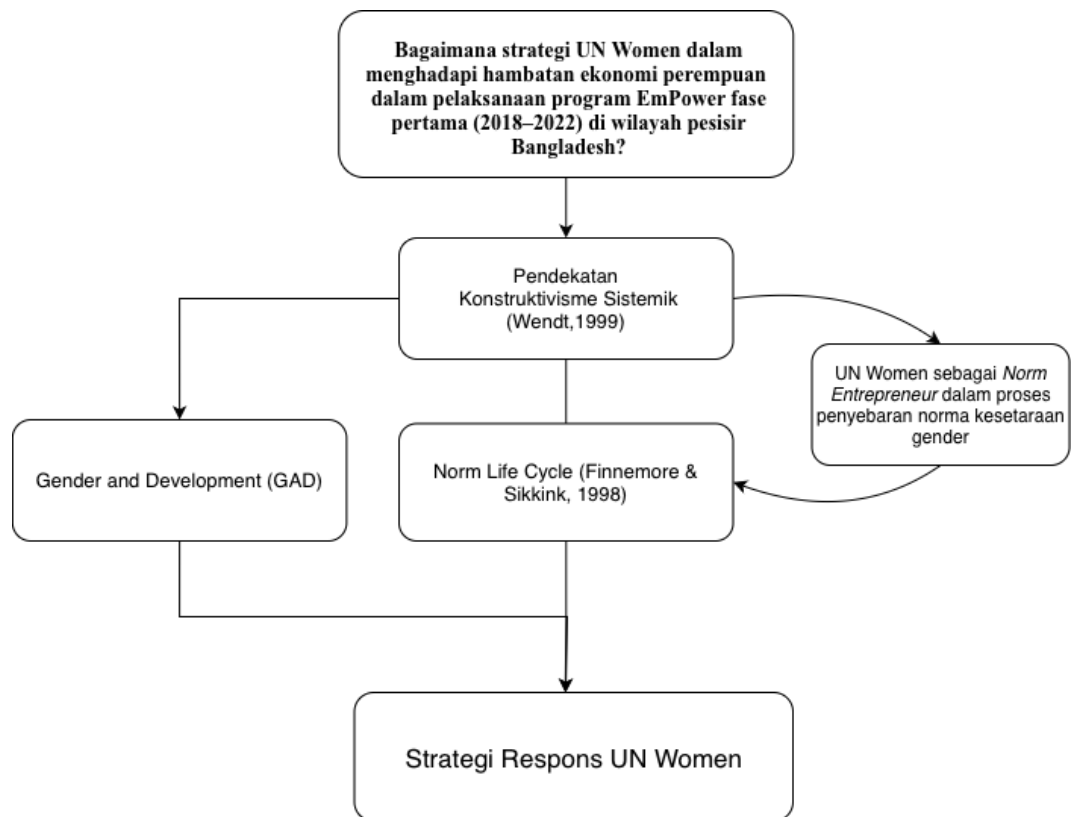 Bagaimana strategi UN Women dalam
menghadapi hambatan ekonomi perempuan
dalam pelaksanaan program EmPower fase
pertama (2018–2022) di wilayah pesisir
Bangladesh?
Pendekatan
Konstruktivisme Sistemik
(Wendt,1999)
UN Women sebagai Norm
Entrepreneur dalam proses
penyebaran norma kesetaraan
gender
Gender and Development (GAD)
Norm Life Cycle (Finnemore &
Sikkink, 1998)
Strategi Respons UN Women